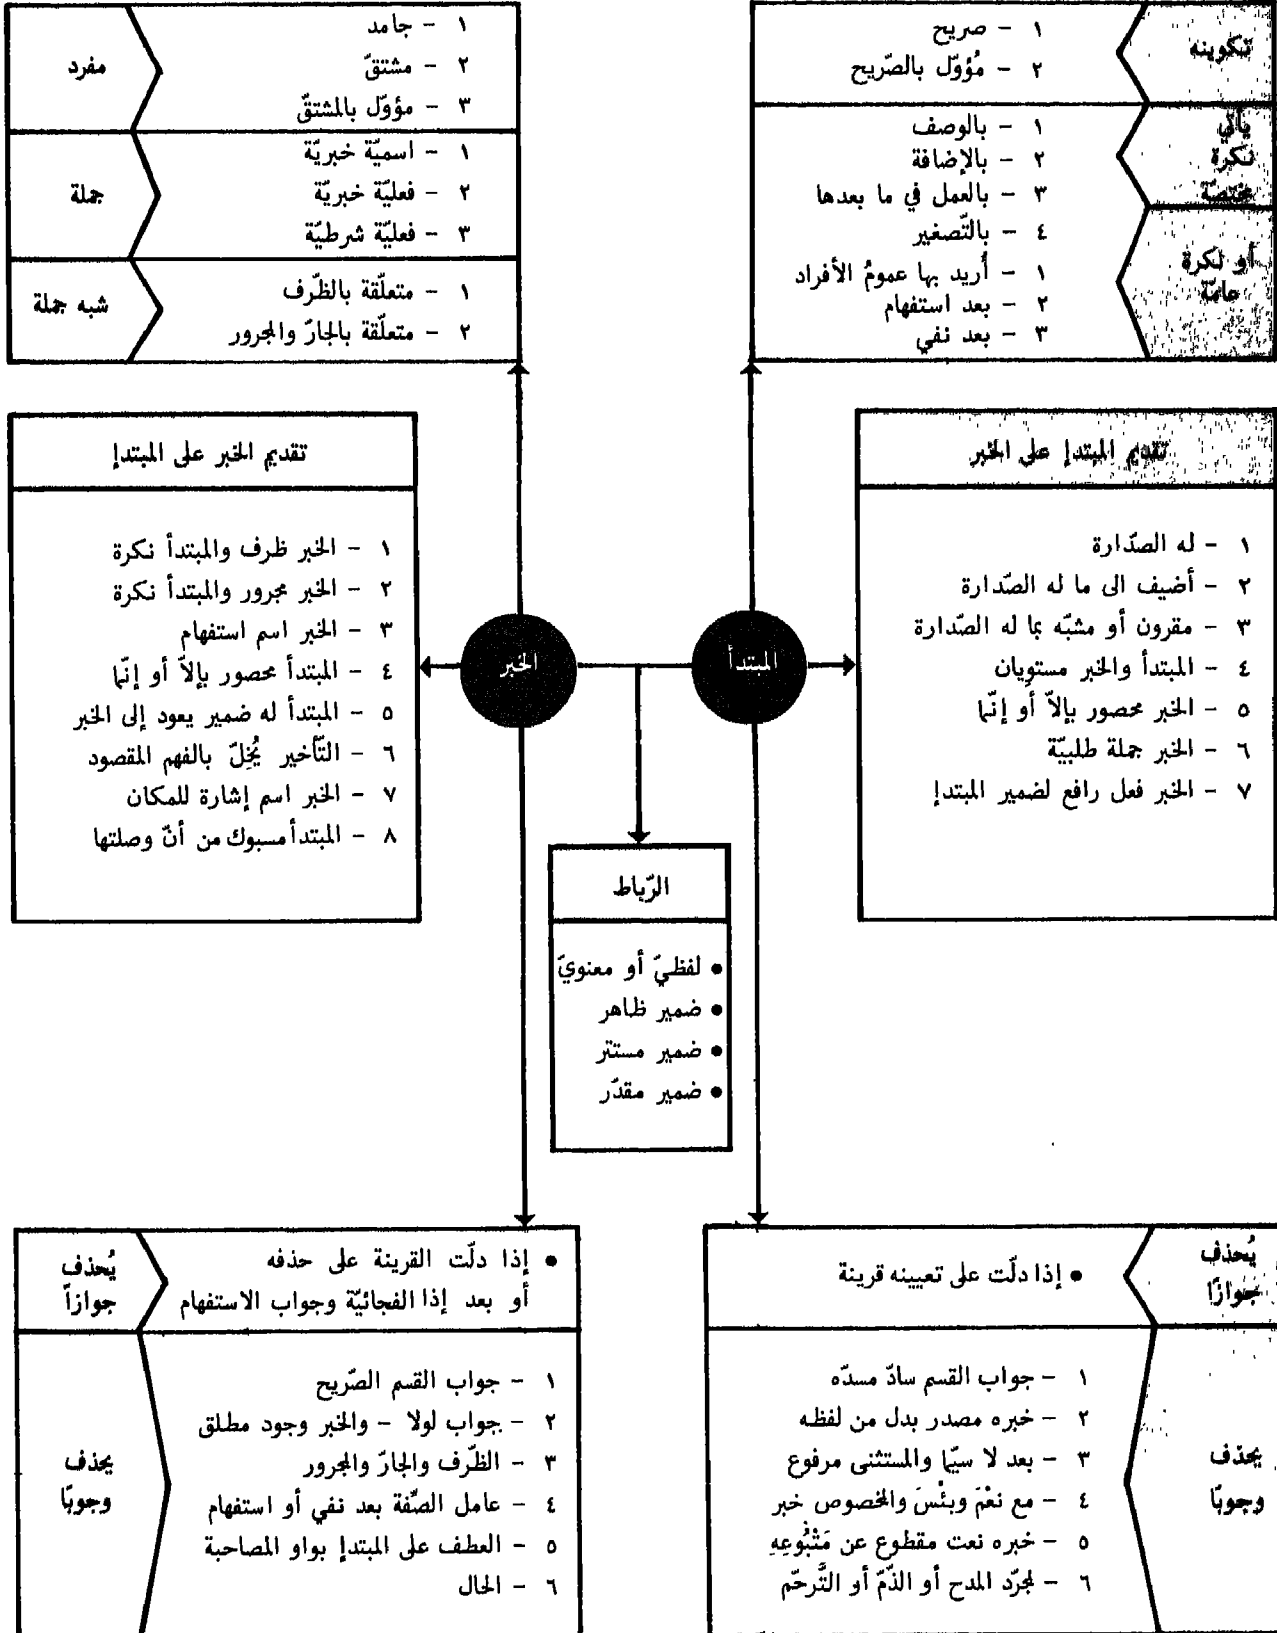 تكوينه
١ - صريح
٢ - مُؤوّل بالصّريح
يأتي
نكرة
مختصّة
١ - بالوصف
٢ - بالإضافة
٣ - بالعمل في ما بعدها
٤ - بالتّصغير
أو نكرة
عامّة
١ - أُريد بها عمومُ الأفراد
٢ - بعد استفهام
٣ - بعد نفي
مفرد
١ - جامد
٢ - مشتقّ
٣ - مؤوّل بالمشتقّ
جملة
١ - اسميّة خبريّة
٢ - فعليّة خبريّة
٣ - فعليّة شرطيّة
شبه جملة
١ - متعلّقة بالظّرف
٢ - متعلّقة بالجارّ والمجرور
تقديم المبتدإ على الخبر
١ - له الصّدارة
٢ - أضيف الى ما له الصّدارة
٣ - مقرون أو مشبّه بما له الصّدارة
٤ - المبتدأ والخبر مستويان
٥ - الخبر محصور بإلاّ أو إنّما
٦ - الخبر جملة طلبيّة
٧ - الخبر فعل رافع لضمير المبتدإ
المبتدأ
الخبر
تقديم الخبر على المبتدإ
١ - الخبر ظرف والمبتدأ نكرة
٢ - الخبر مجرور والمبتدأ نكرة
٣ - الخبر اسم استفهام
٤ - المبتدأ محصور بإلاّ أو إنّما
٥ - المبتدأ له ضمير يعود إلى الخبر
٦ - التّأخير يُخِلّ بالفهم المقصود
٧ - الخبر اسم إشارة للمكان
٨ - المبتدأ مسبوك من أنّ وصلتها
الرّباط
• لفظيّ أو معنويّ
• ضمير ظاهر
• ضمير مستتر
• ضمير مقدّر
يُحذف
جوازًا
• إذا دلّت على تعيينه قرينة
يحذف
وجوبًا
١ - جواب القسم سادّ مسدّه
٢ - خبره مصدر بدل من لفظه
٣ - بعد لا سيّما والمستثنى مرفوع
٤ - مع نعْمَ وبئْسَ والمخصوص خبر
٥ - خبره نعت مقطوع عن مَتْبُوعِهِ
٦ - لمجرّد المدح أو الذّمّ أو التَّرحّم
يُحذف
جوازاً
• إذا دلّت القرينة على حذفه
أو بعد إذا الفجائيّة وجواب الاستفهام
يحذف
وجوبًا
١ - جواب القسم الصّريح
٢ - جواب لولا - والخبر وجود مطلق
٣ - الظّرف والجارّ والمجرور
٤ - عامل الصّفة بعد نفي أو استفهام
٥ - العطف على المبتدإ بواو المصاحبة
٦ - الحال